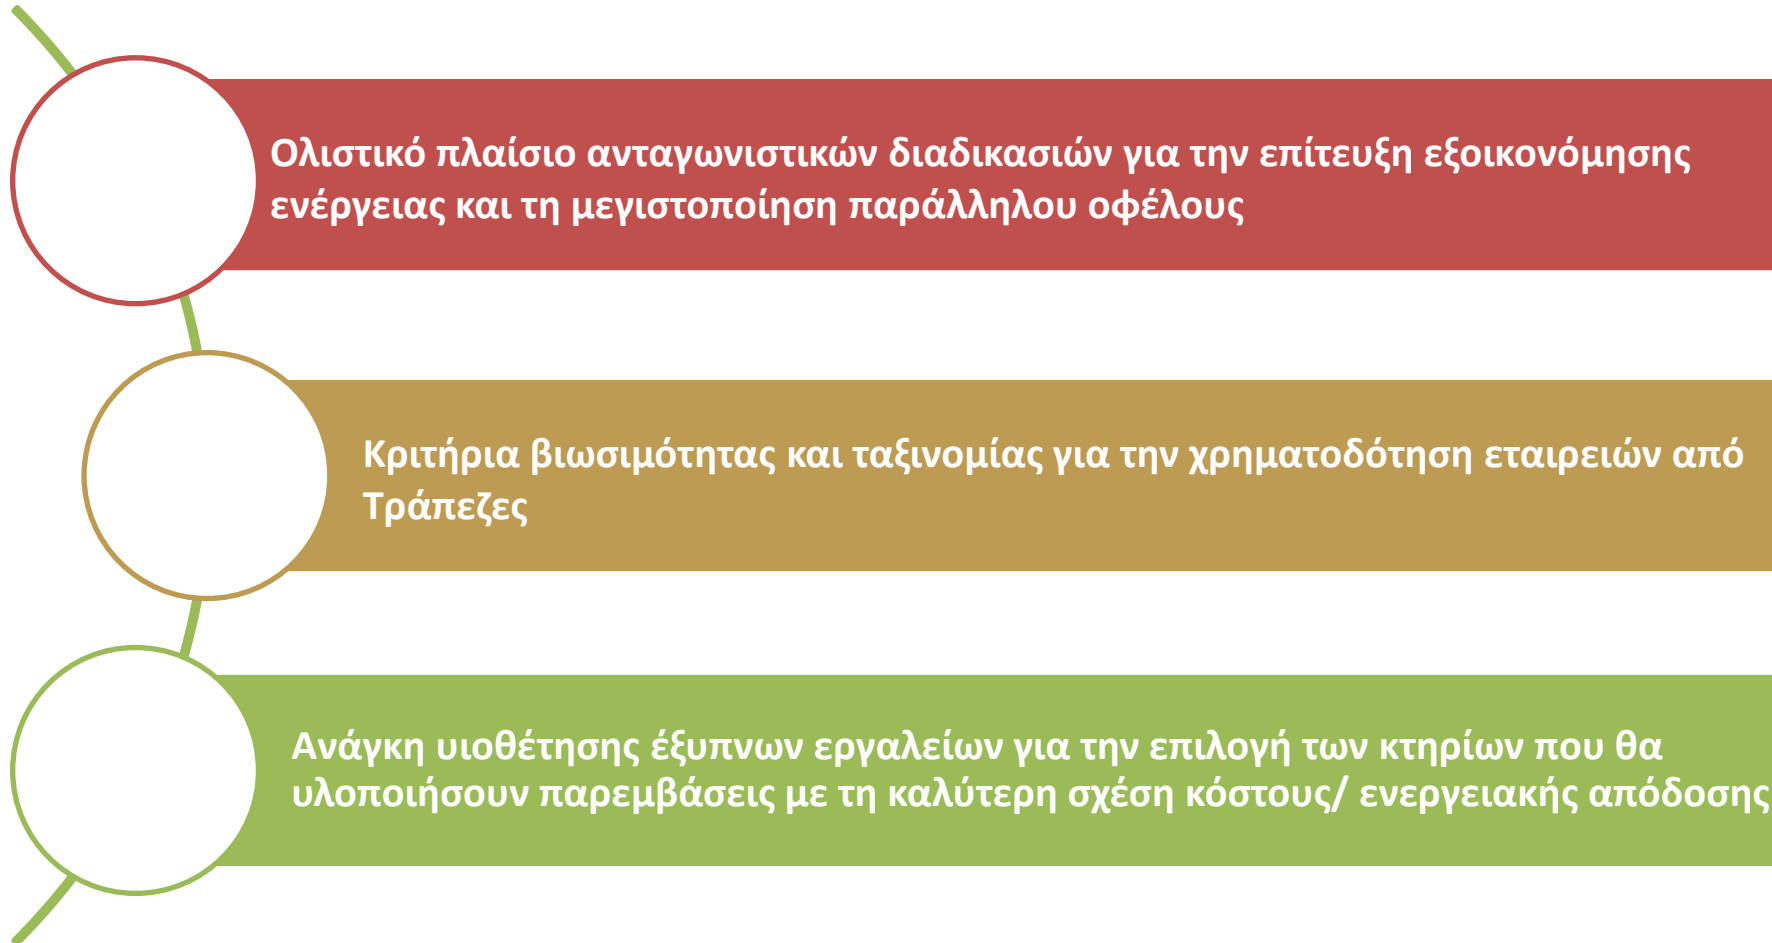 Ολιστικό πλαίσιο ανταγωνιστικών διαδικασιών για την επίτευξη εξοικονόμησης
ενέργειας και τη μεγιστοποίηση παράλληλου οφέλους
Κριτήρια βιωσιμότητας και ταξινομίας για την χρηματοδότηση εταιρειών από
Τράπεζες
Ανάγκη υιοθέτησης έξυπνων εργαλείων για την επιλογή των κτηρίων που θα
υλοποιήσουν παρεμβάσεις με τη καλύτερη σχέση κόστους/ ενεργειακής απόδοσης